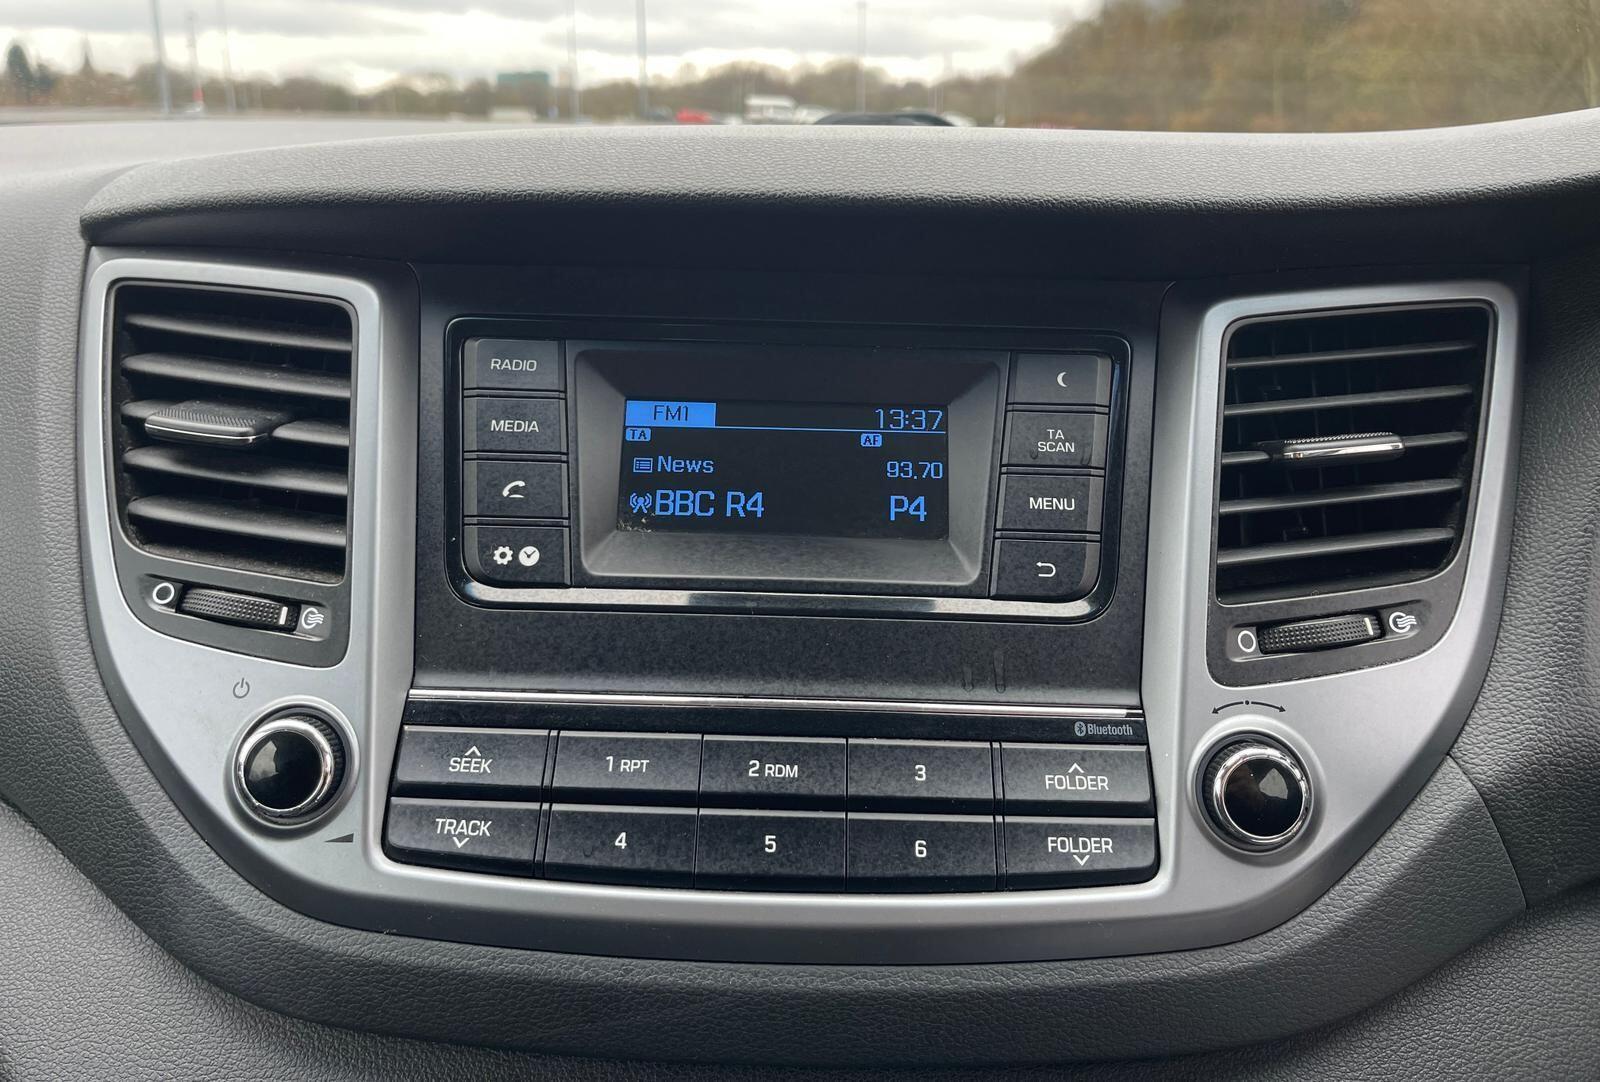 RADIO
MEDIA
FM1 13:37
TA AF
News 93.70
BBC R4 P4
TA
SCAN
MENU
Bluetooth
SEEK
1 RPT
2 RDM
3
FOLDER
TRACK
4
5
6
FOLDER